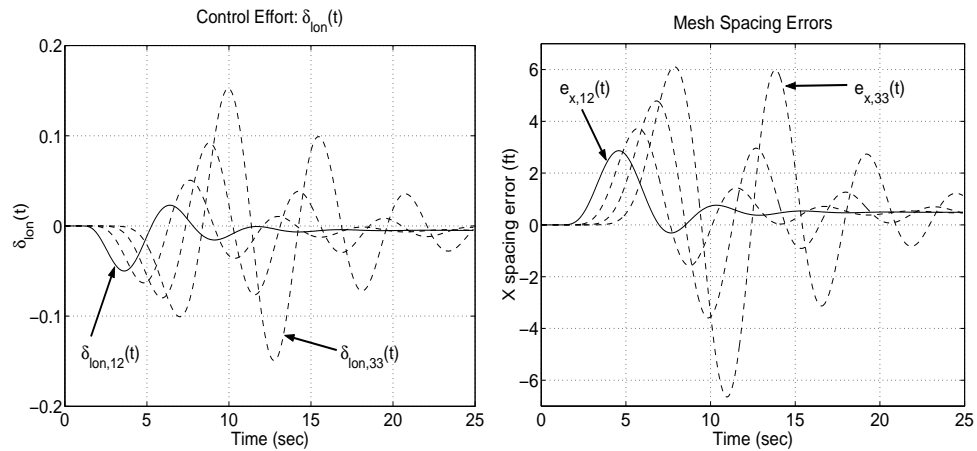 Control Effort: δlon(t)
0.2
0.1
0
−0.1
−0.2
δlon(t)
δlon,12(t)
δlon,33(t)
0 5 10 15 20 25
Time (sec)
Mesh Spacing Errors
6
4
2
0
−2
−4
−6
X spacing error (ft)
ex,12(t)
ex,33(t)
0 5 10 15 20 25
Time (sec)